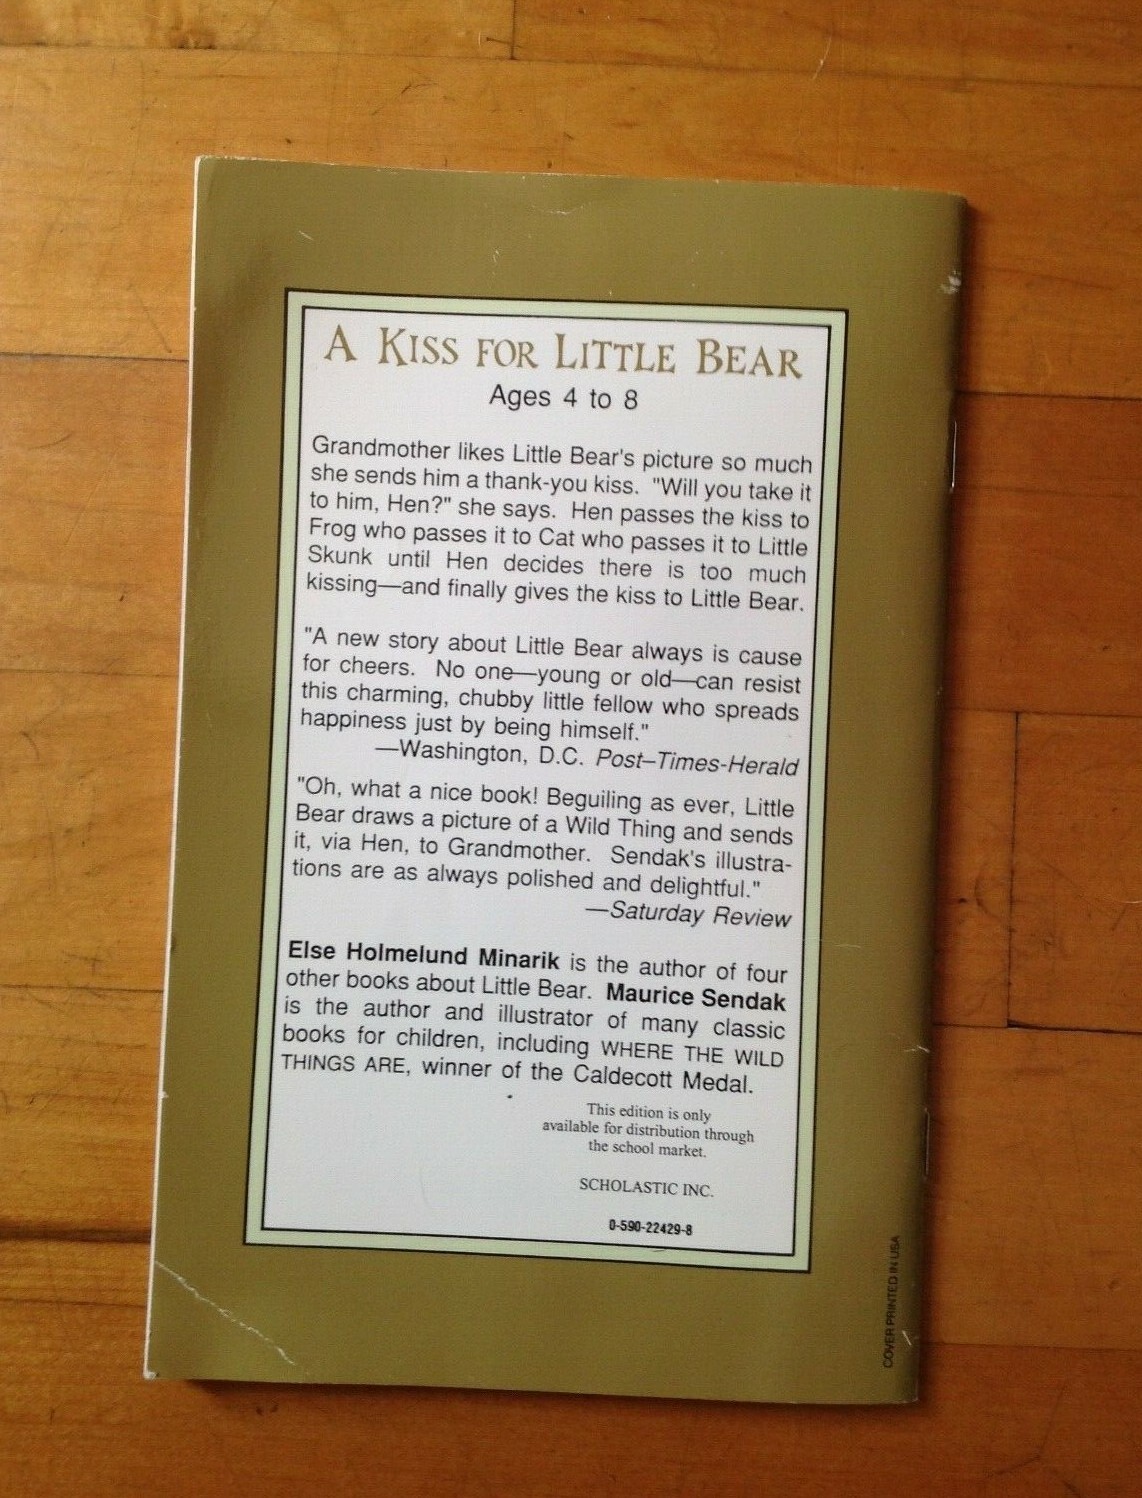 A KISS FOR LITTLE BEAR
Ages 4 to 8
Grandmother likes Little Bear's picture so much
she sends him a thank-you kiss. "Will you take it
to him, Hen?" she says. Hen passes the kiss to
Frog who passes it to Cat who passes it to Little
Skunk until Hen decides there is too much
kissing—and finally gives the kiss to Little Bear.
"A new story about Little Bear always is cause
for cheers. No one—young or old—can resist
this charming, chubby little fellow who spreads
happiness just by being himself."
—Washington, D.C. Post–Times-Herald
"Oh, what a nice book! Beguiling as ever, Little
Bear draws a picture of a Wild Thing and sends
it, via Hen, to Grandmother. Sendak's illustra-
tions are as always polished and delightful."
—Saturday Review
Else Holmelund Minarik is the author of four
other books about Little Bear. Maurice Sendak
is the author and illustrator of many classic
books for children, including WHERE THE WILD
THINGS ARE, winner of the Caldecott Medal.
This edition is only
available for distribution through
the school market.
SCHOLASTIC INC.
0-590-22429-8
COVER PRINTED IN USA